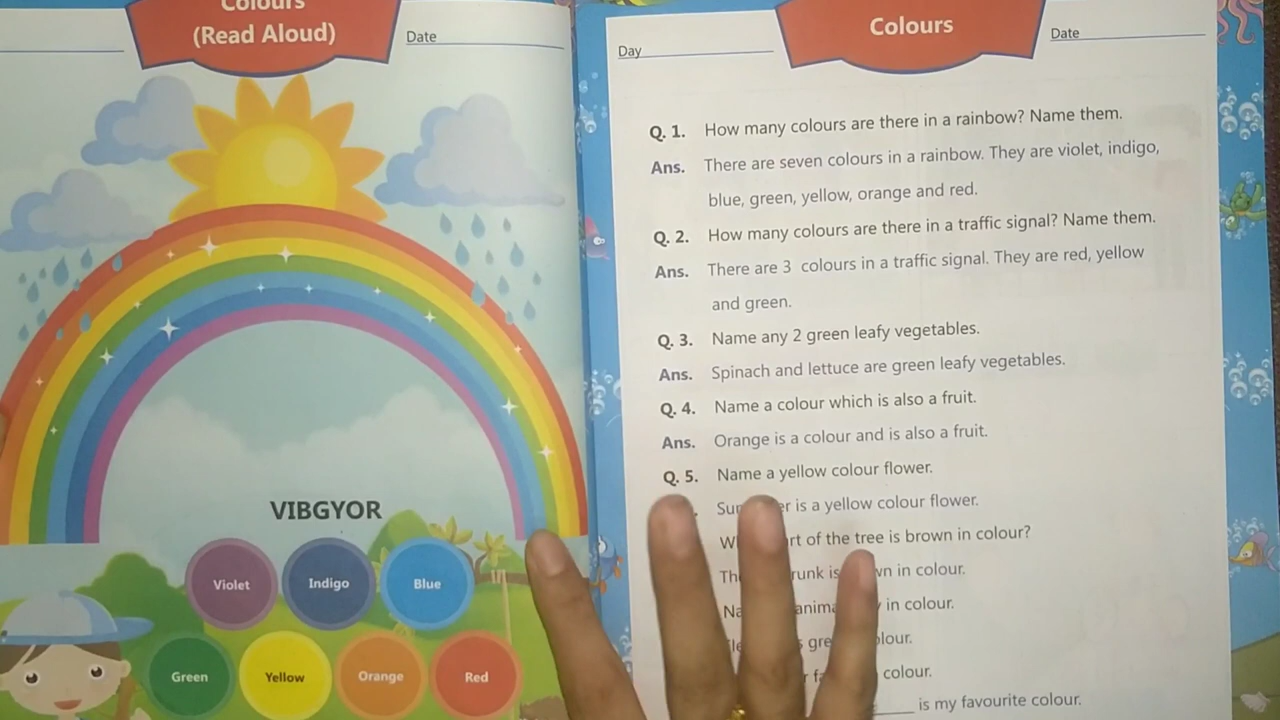 Colours
(Read Aloud)
Date
VIBGYOR
Violet
Indigo
Blue
Green
Yellow
Orange
Red
Colours
Day
Date
Q. 1. How many colours are there in a rainbow? Name them.
Ans. There are seven colours in a rainbow. They are violet, indigo,
blue, green, yellow, orange and red.
Q. 2. How many colours are there in a traffic signal? Name them.
Ans. There are 3 colours in a traffic signal. They are red, yellow
and green.
Q. 3. Name any 2 green leafy vegetables.
Ans. Spinach and lettuce are green leafy vegetables.
Q. 4. Name a colour which is also a fruit.
Ans. Orange is a colour and is also a fruit.
Q. 5. Name a yellow colour flower.
is a yellow colour flower.
of the tree is brown in colour?
in colour.
in colour.
colour.
is my favourite colour.